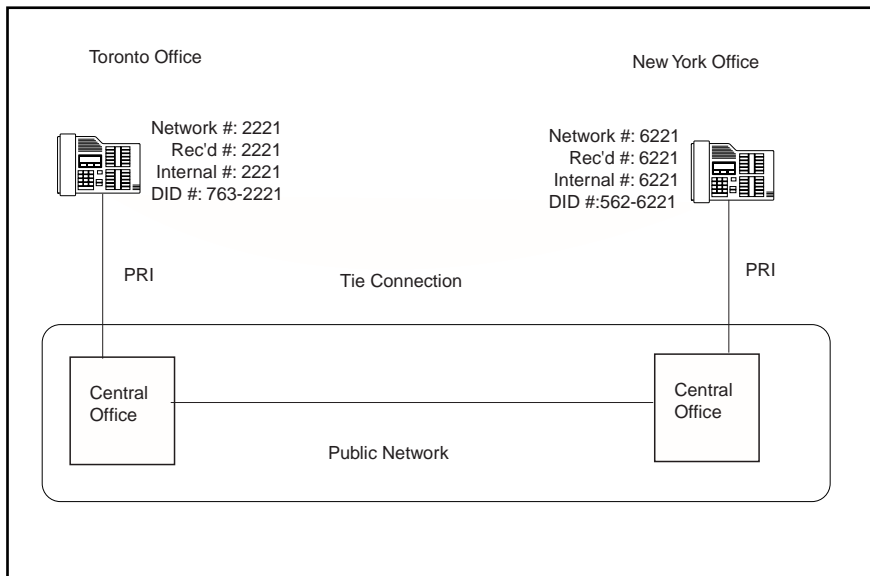 Toronto Office
New York Office
Network #: 2221
Rec'd #: 2221
Internal #: 2221
DID #: 763-2221
Network #: 6221
Rec'd #: 6221
Internal #: 6221
DID #:562-6221
PRI
Tie Connection
PRI
Central
Office
Central
Office
Public Network